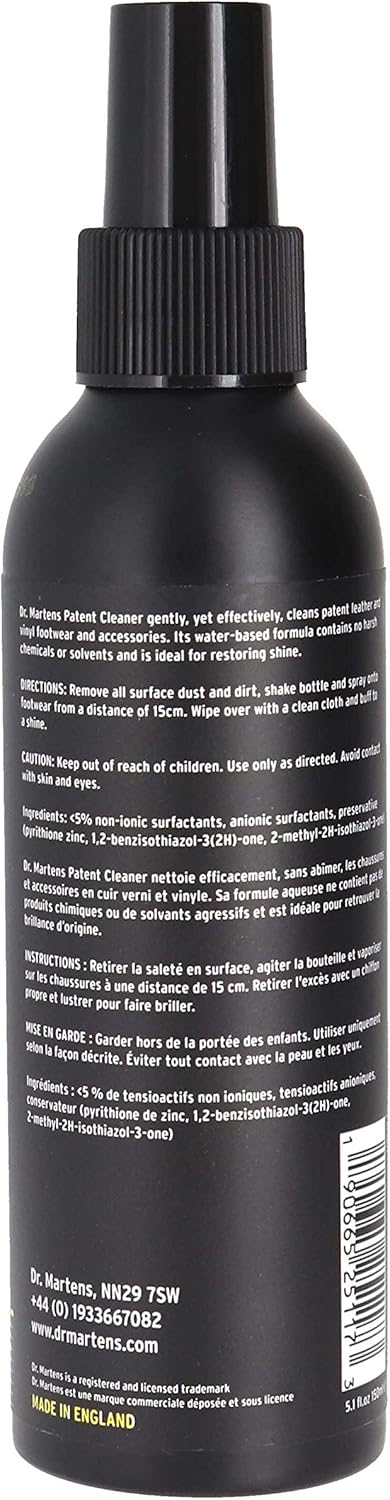 Dr. Martens Patent Cleaner gently, yet effectively, cleans patent leather and
vinyl footwear and accessories. Its water-based formula contains no harsh
chemicals or solvents and is ideal for restoring shine.
DIRECTIONS: Remove all surface dust and dirt, shake bottle and spray onto
footwear from a distance of 15cm. Wipe over with a clean cloth and buff to
a shine.
CAUTION: Keep out of reach of children. Use only as directed. Avoid contact
with skin and eyes.
Ingredients: <5% non-ionic surfactants, anionic surfactants, preservative
(pyrithione zinc, 1,2-benzisothiazol-3(2H)-one, 2-methyl-2H-isothiazol-3-one)
Dr. Martens Patent Cleaner nettoie efficacement, sans abîmer, les chaussures
et accessoires en cuir verni et vinyle. Sa formule aqueuse ne contient pas de
produits chimiques ou de solvants agressifs et est idéale pour retrouver la
brillance d'origine.
INSTRUCTIONS : Retirer la saleté en surface, agiter la bouteille et vaporiser
sur les chaussures à une distance de 15 cm. Retirer l'excès avec un chiffon
propre et lustrer pour faire briller.
MISE EN GARDE : Garder hors de la portée des enfants. Utiliser uniquement
selon la façon décrite. Éviter tout contact avec la peau et les yeux.
Ingrédients : <5 % de tensioactifs non ioniques, tensioactifs anioniques,
conservateur (pyrithione de zinc, 1,2-benzisothiazol-3(2H)-one,
2-methyl-2H-isothiazol-3-one)
Dr. Martens, NN29 7SW
+44 (0) 1933667082
www.drmartens.com
Dr. Martens is a registered and licensed trademark
Dr. Martens est une marque commerciale déposée et sous licence
MADE IN ENGLAND
1 90665 25117 3
5.1 fl.oz 150m